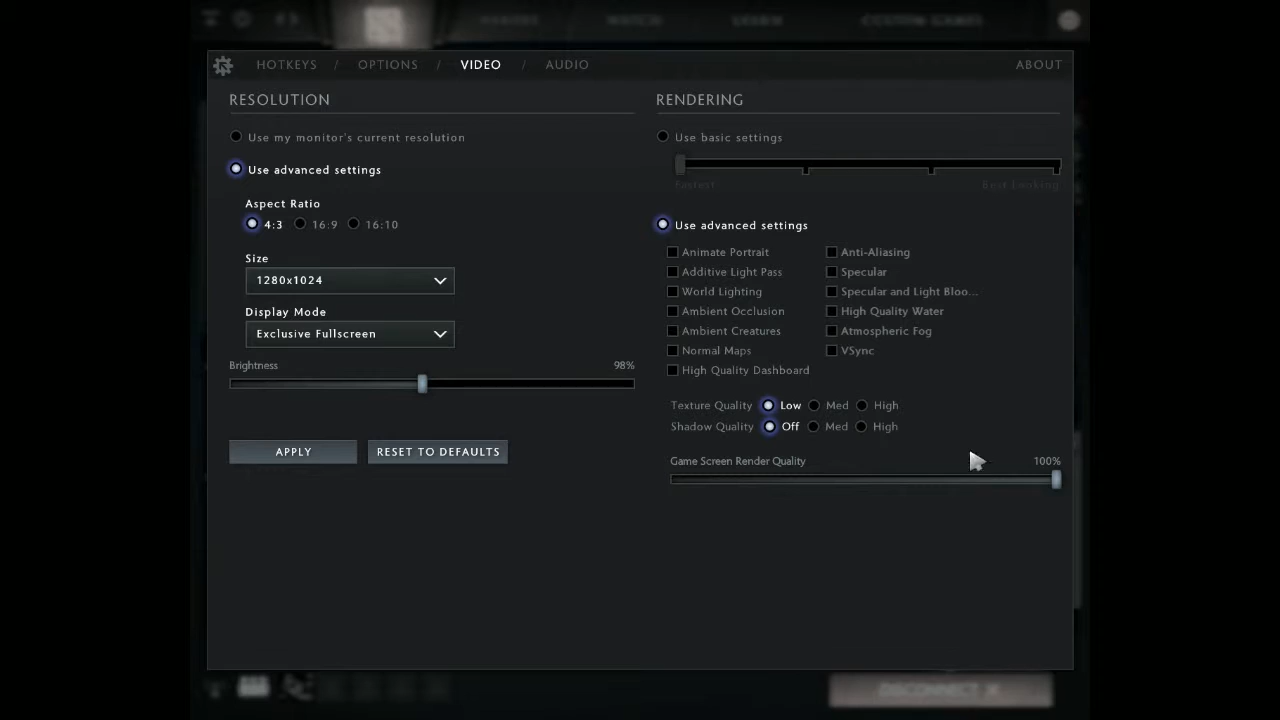 HOTKEYS / OPTIONS / VIDEO / AUDIO ABOUT
RESOLUTION
Use my monitor's current resolution
Use advanced settings
Aspect Ratio
4:3 16:9 16:10
Size
1280x1024
Display Mode
Exclusive Fullscreen
Brightness 98%
APPLY RESET TO DEFAULTS
RENDERING
Use basic settings
Fastest Best Looking
Use advanced settings
Animate Portrait Anti-Aliasing
Additive Light Pass Specular
World Lighting Specular and Light Bloo...
Ambient Occlusion High Quality Water
Ambient Creatures Atmospheric Fog
Normal Maps VSync
High Quality Dashboard
Texture Quality Low Med High
Shadow Quality Off Med High
Game Screen Render Quality 100%
DISCONNECT